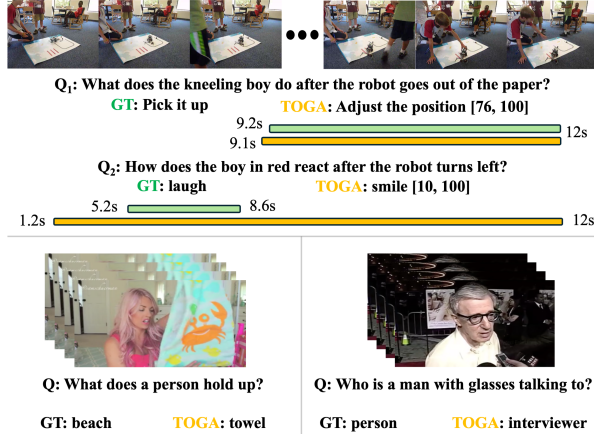 Q1: What does the kneeling boy do after the robot goes out of the paper?
GT: Pick it up TOGA: Adjust the position [76, 100]
9.2s 12s
9.1s
Q2: How does the boy in red react after the robot turns left?
GT: laugh TOGA: smile [10, 100]
5.2s 8.6s
1.2s 12s
Q: What does a person hold up?
GT: beach TOGA: towel
Q: Who is a man with glasses talking to?
GT: person TOGA: interviewer